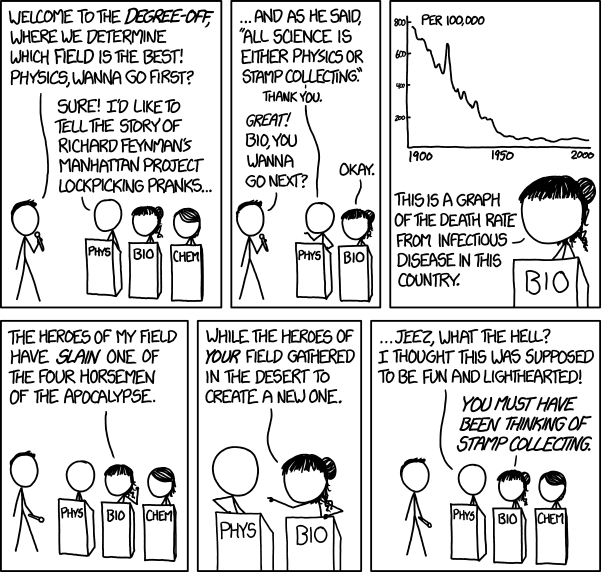 WELCOME TO THE DEGREE-OFF,
WHERE WE DETERMINE
WHICH FIELD IS THE BEST!
PHYSICS, WANNA GO FIRST?
SURE! I'D LIKE TO
TELL THE STORY OF
RICHARD FEYNMAN'S
MANHATTAN PROJECT
LOCKPICKING PRANKS...
PHYS
BIO
CHEM
...AND AS HE SAID,
"ALL SCIENCE IS
EITHER PHYSICS OR
STAMP COLLECTING."
THANK YOU.
GREAT!
BIO, YOU
WANNA
GO NEXT?
OKAY.
PHYS
BIO
PER 100,000
800
600
400
200
1900
1950
2000
THIS IS A GRAPH
OF THE DEATH RATE
FROM INFECTIOUS
DISEASE IN THIS
COUNTRY.
BIO
THE HEROES OF MY FIELD
HAVE SLAIN ONE OF
THE FOUR HORSEMEN
OF THE APOCALYPSE.
PHYS
BIO
CHEM
WHILE THE HEROES OF
YOUR FIELD GATHERED
IN THE DESERT TO
CREATE A NEW ONE.
PHYS
BIO
...JEEZ, WHAT THE HELL?
I THOUGHT THIS WAS SUPPOSED
TO BE FUN AND LIGHTHEARTED!
YOU MUST HAVE
BEEN THINKING OF
STAMP COLLECTING.
PHYS
BIO
CHEM